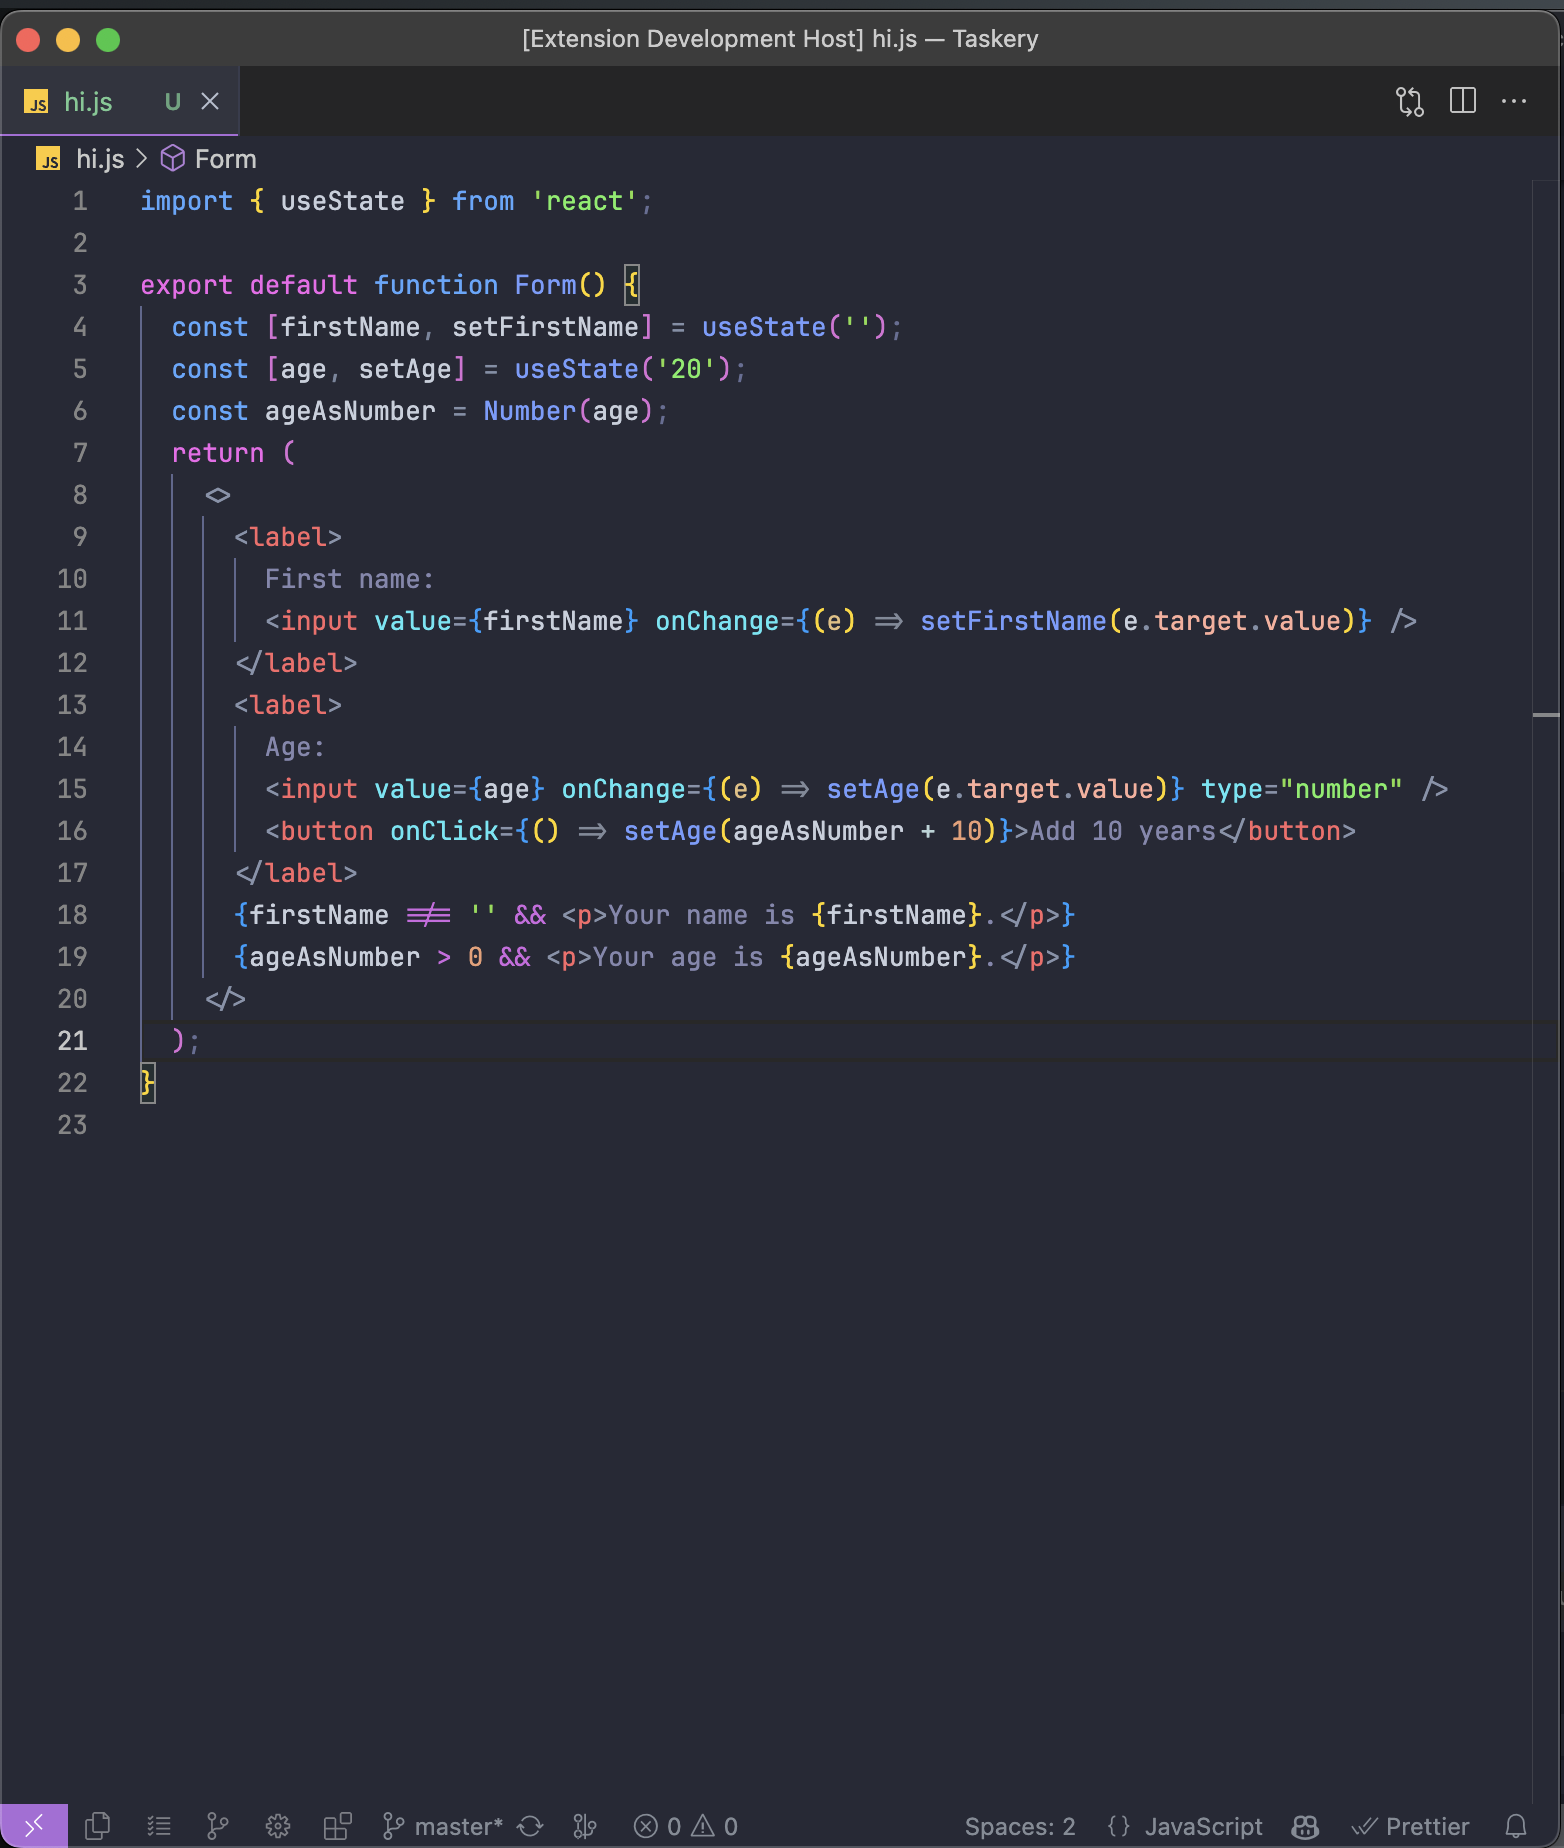 [Extension Development Host] hi.js — Taskery
JS hi.js U
JS hi.js > Form
1 import { useState } from 'react';
2
3 export default function Form() {
4   const [firstName, setFirstName] = useState('');
5   const [age, setAge] = useState('20');
6   const ageAsNumber = Number(age);
7   return (
8     <>
9       <label>
10         First name:
11         <input value={firstName} onChange={(e) => setFirstName(e.target.value)} />
12       </label>
13       <label>
14         Age:
15         <input value={age} onChange={(e) => setAge(e.target.value)} type="number" />
16         <button onClick={() => setAge(ageAsNumber + 10)}>Add 10 years</button>
17       </label>
18       {firstName !== '' && <p>Your name is {firstName}.</p>}
19       {ageAsNumber > 0 && <p>Your age is {ageAsNumber}.</p>}
20     </>
21   );
22 }
23
master* 0 0 Spaces: 2 {} JavaScript Prettier